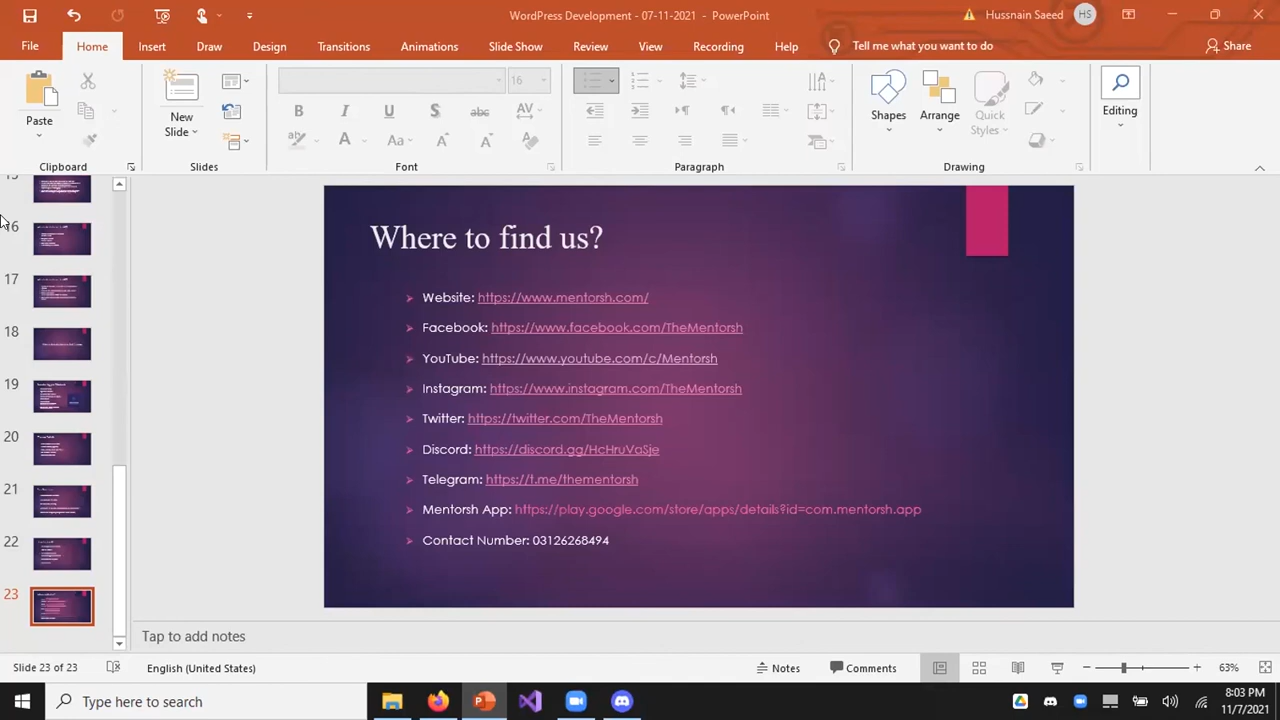 WordPress Development - 07-11-2021 - PowerPoint
Hussnain Saeed
HS
File Home Insert Draw Design Transitions Animations Slide Show Review View Recording Help Tell me what you want to do
Share
16
Paste
New
Slide
Shapes
Arrange
Quick
Styles
Editing
Clipboard
Slides
Font
Paragraph
Drawing
Where to find us?
Website: https://www.mentorsh.com/
Facebook: https://www.facebook.com/TheMentorsh
YouTube: https://www.youtube.com/c/Mentorsh
Instagram: https://www.instagram.com/TheMentorsh
Twitter: https://twitter.com/TheMentorsh
Discord: https://discord.gg/HcHruVaSje
Telegram: https://t.me/thementorsh
Mentorsh App: https://play.google.com/store/apps/details?id=com.mentorsh.app
Contact Number: 03126268494
17
18
19
20
21
22
23
Tap to add notes
Slide 23 of 23
English (United States)
Notes
Comments
63%
Type here to search
8:03 PM
11/7/2021